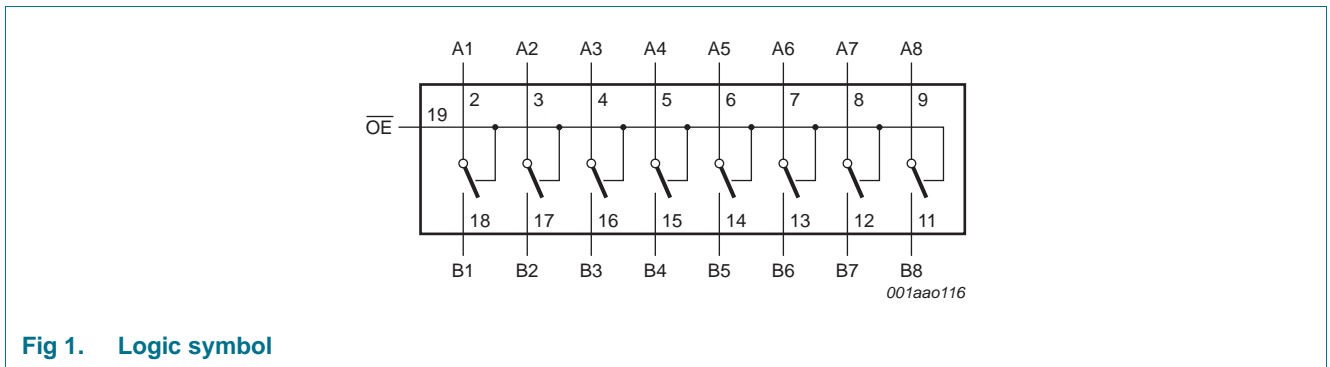 A1 A2 A3 A4 A5 A6 A7 A8
2 3 4 5 6 7 8 9
19
O̅E̅
18 17 16 15 14 13 12 11
B1 B2 B3 B4 B5 B6 B7 B8
001aao116
Fig 1. Logic symbol